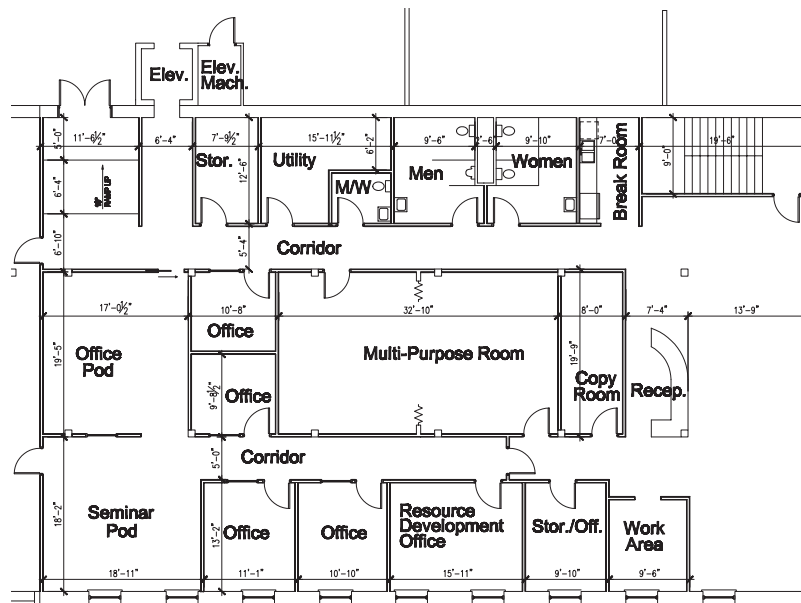 Elev.
Elev.
Mach.
11'-6½"
6'-4"
7'-9½"
15'-11½"
6'-2"
9'-6"
2'-6"
9'-10"
7'-0"
19'-6"
5'-0"
9'-0"
Stor.
Utility
Men
Women
Break Room
M/W
6'-4"
RAMP UP
12'-6"
6'-10"
5'-4"
Corridor
17'-0½"
10'-8"
32'-10"
8'-0"
7'-4"
13'-9"
Office
Office
Pod
19'-5"
Multi-Purpose Room
19'-9"
Copy
Room
Recep.
9'-8½"
Office
5'-0"
Corridor
18'-2"
Seminar
Pod
13'-2"
Office
Office
Resource
Development
Office
Stor./Off.
Work
Area
18'-11"
11'-1"
10'-10"
15'-11"
9'-10"
9'-6"